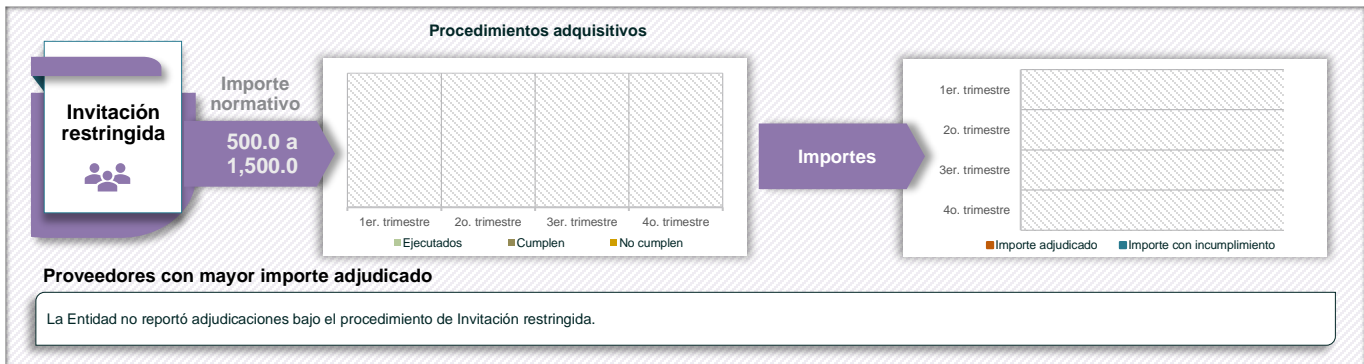 Procedimientos adquisitivos
Invitación
restringida
Importe
normativo
500.0 a
1,500.0
1er. trimestre 2o. trimestre 3er. trimestre 4o. trimestre
Ejecutados Cumplen No cumplen
Importes
1er. trimestre
2o. trimestre
3er. trimestre
4o. trimestre
Importe adjudicado Importe con incumplimiento
Proveedores con mayor importe adjudicado
La Entidad no reportó adjudicaciones bajo el procedimiento de Invitación restringida.